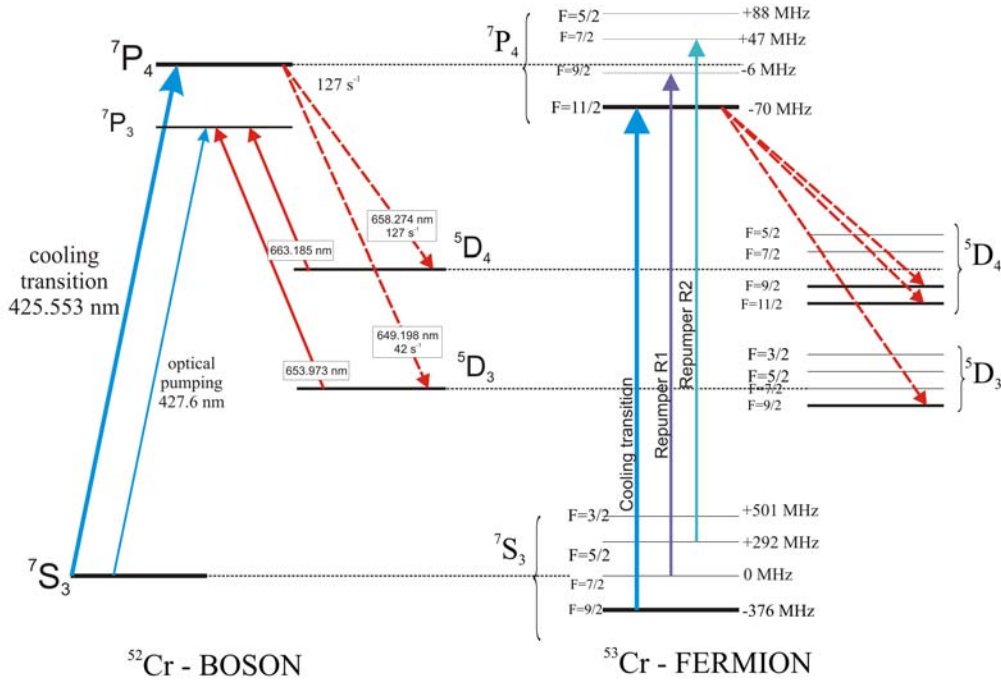 ⁷P₄
127 s⁻¹
⁷P₃
658.274 nm
127 s⁻¹
663.185 nm
⁵D₄
cooling
transition
425.553 nm
649.198 nm
42 s⁻¹
⁵D₃
653.973 nm
optical
pumping
427.6 nm
⁷S₃
⁵²Cr - BOSON
⁷P₄
F=5/2
+88 MHz
F=7/2
+47 MHz
F=9/2
-6 MHz
F=11/2
-70 MHz
F=5/2
F=7/2
F=9/2
F=11/2
⁵D₄
F=3/2
F=5/2
F=7/2
F=9/2
⁵D₃
Cooling transition
Repumper R1
Repumper R2
⁷S₃
F=3/2
+501 MHz
F=5/2
+292 MHz
F=7/2
0 MHz
F=9/2
-376 MHz
⁵³Cr - FERMION